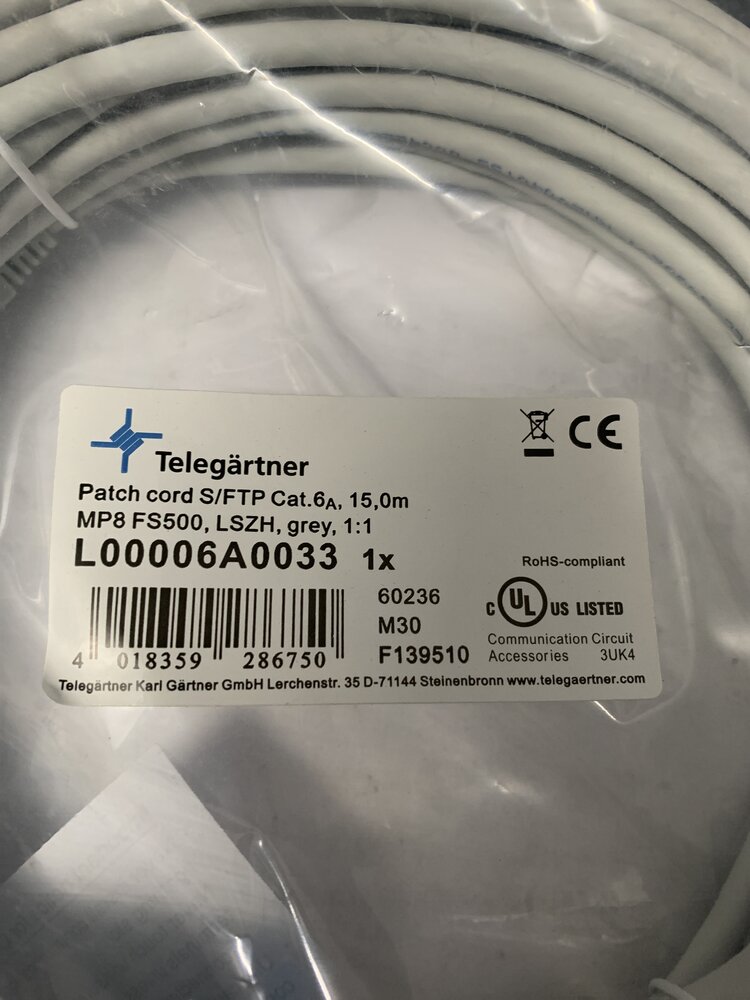 Telegärtner
Patch cord S/FTP Cat.6A, 15,0m
MP8 FS500, LSZH, grey, 1:1
L00006A0033 1x
CE
RoHS-compliant
60236
M30
F139510
C UL US LISTED
Communication Circuit
Accessories 3UK4
4 018359 286750
Telegärtner Karl Gärtner GmbH Lerchenstr. 35 D-71144 Steinenbronn www.telegaertner.com